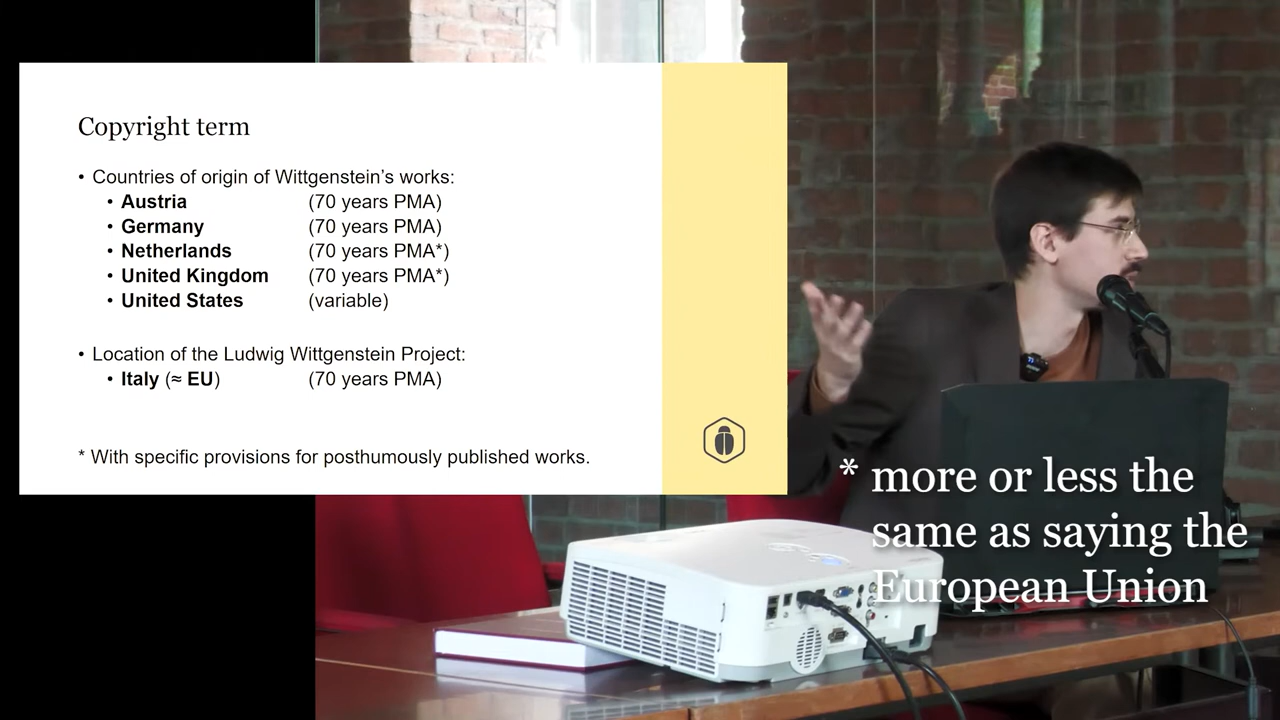 Copyright term
• Countries of origin of Wittgenstein's works:
• Austria (70 years PMA)
• Germany (70 years PMA)
• Netherlands (70 years PMA*)
• United Kingdom (70 years PMA*)
• United States (variable)
• Location of the Ludwig Wittgenstein Project:
• Italy (≈ EU) (70 years PMA)
* With specific provisions for posthumously published works.
* more or less the
same as saying the
European Union